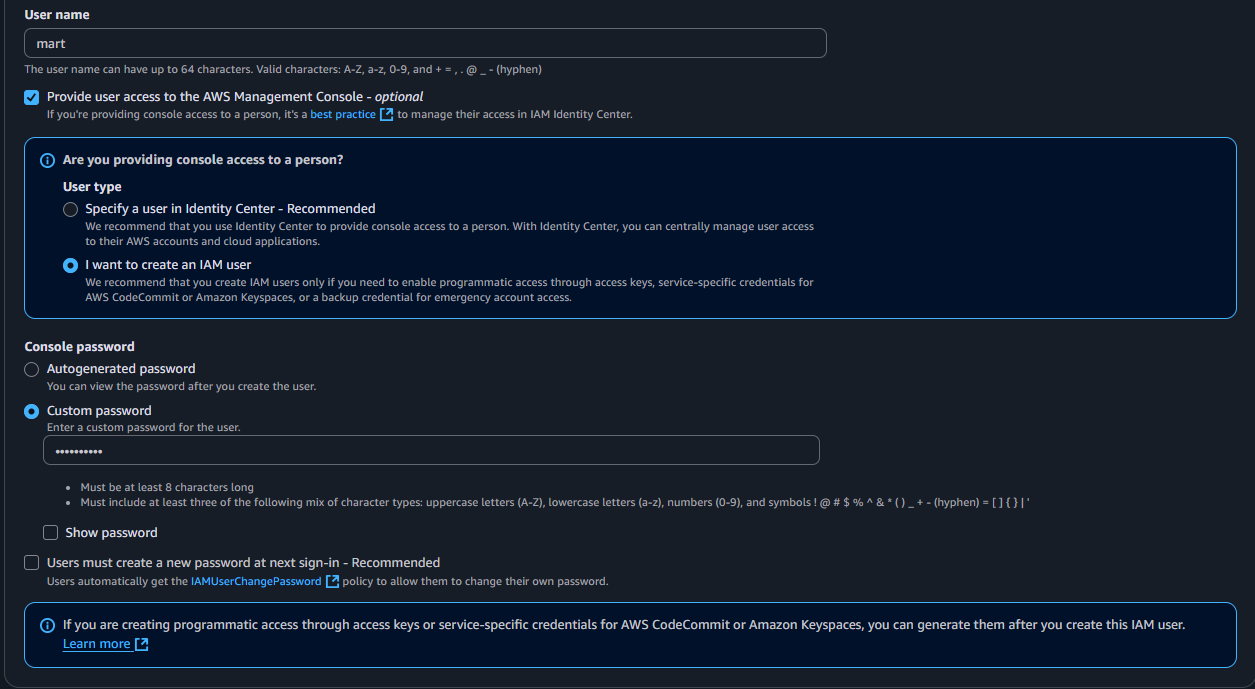 User name
mart
The user name can have up to 64 characters. Valid characters: A-Z, a-z, 0-9, and + = , . @ _ - (hyphen)
Provide user access to the AWS Management Console - optional
If you're providing console access to a person, it's a best practice to manage their access in IAM Identity Center.
Are you providing console access to a person?
User type
Specify a user in Identity Center - Recommended
We recommend that you use Identity Center to provide console access to a person. With Identity Center, you can centrally manage user access
to their AWS accounts and cloud applications.
I want to create an IAM user
We recommend that you create IAM users only if you need to enable programmatic access through access keys, service-specific credentials for
AWS CodeCommit or Amazon Keyspaces, or a backup credential for emergency account access.
Console password
Autogenerated password
You can view the password after you create the user.
Custom password
Enter a custom password for the user.
••••••••••
• Must be at least 8 characters long
• Must include at least three of the following mix of character types: uppercase letters (A-Z), lowercase letters (a-z), numbers (0-9), and symbols ! @ # $ % ^ & * ( ) _ + - (hyphen) = [ ] { } | '
Show password
Users must create a new password at next sign-in - Recommended
Users automatically get the IAMUserChangePassword policy to allow them to change their own password.
If you are creating programmatic access through access keys or service-specific credentials for AWS CodeCommit or Amazon Keyspaces, you can generate them after you create this IAM user.
Learn more